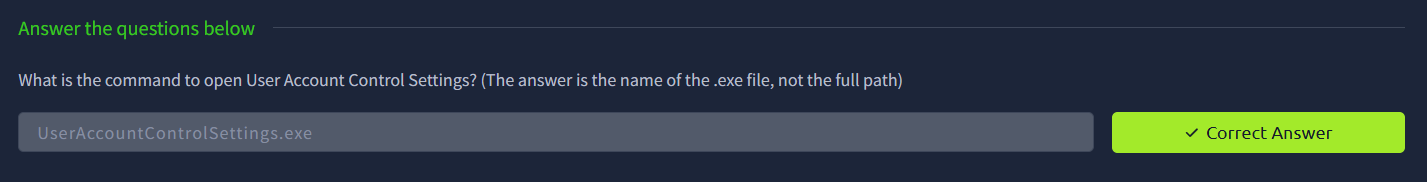 Answer the questions below
What is the command to open User Account Control Settings? (The answer is the name of the .exe file, not the full path)
UserAccountControlSettings.exe
Correct Answer